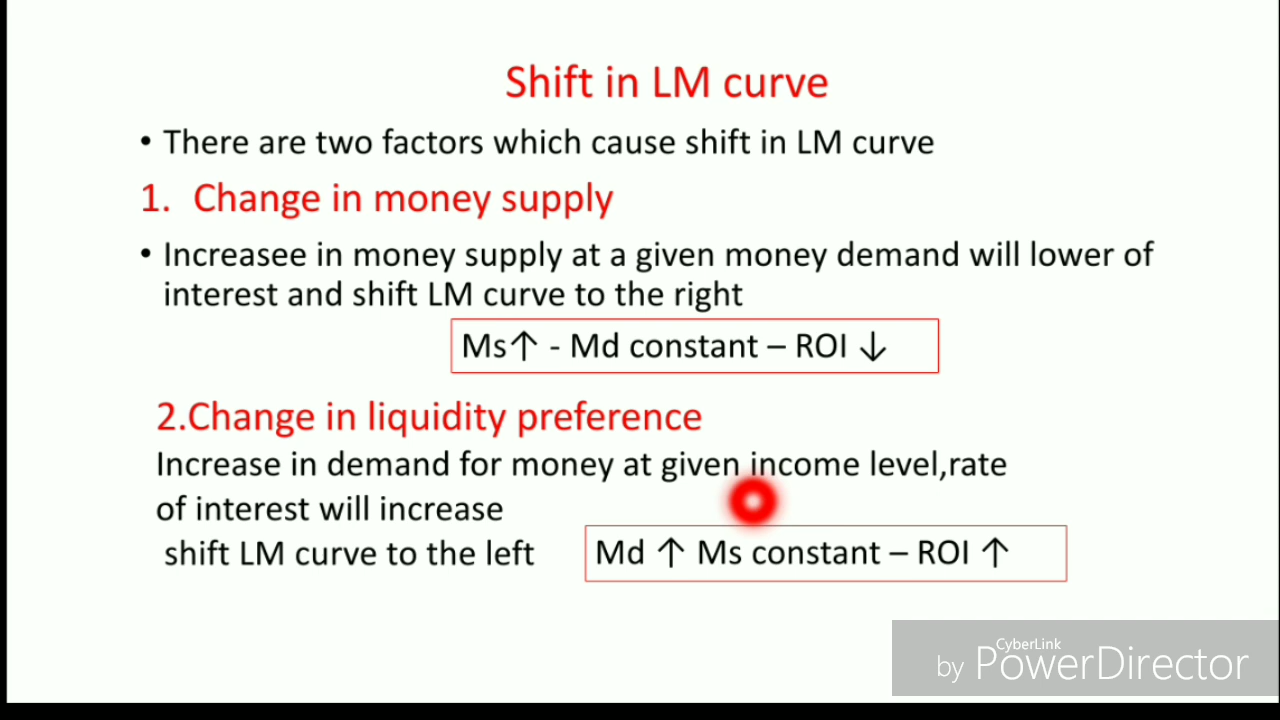 Shift in LM curve
• There are two factors which cause shift in LM curve
1. Change in money supply
• Increasee in money supply at a given money demand will lower of
interest and shift LM curve to the right
Ms↑ - Md constant – ROI ↓
2.Change in liquidity preference
Increase in demand for money at given income level,rate
of interest will increase
shift LM curve to the left
Md ↑ Ms constant – ROI ↑
CyberLink
by PowerDirector